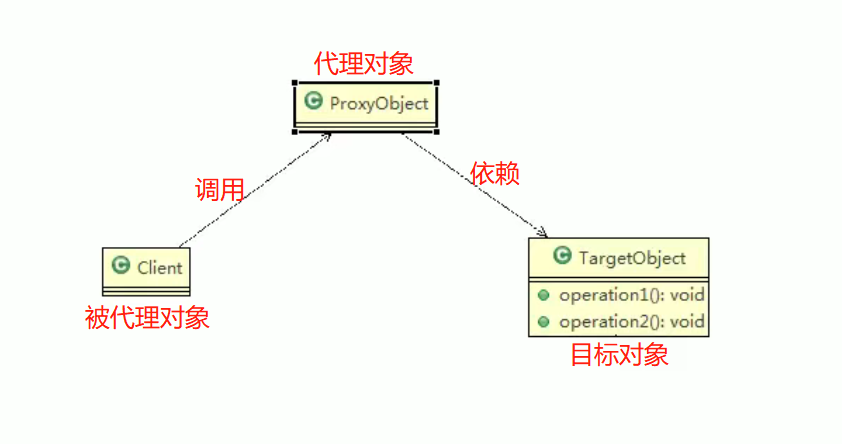 代理对象
C ProxyObject
调用
依赖
C Client
C TargetObject
operation1(): void
operation2(): void
被代理对象
目标对象